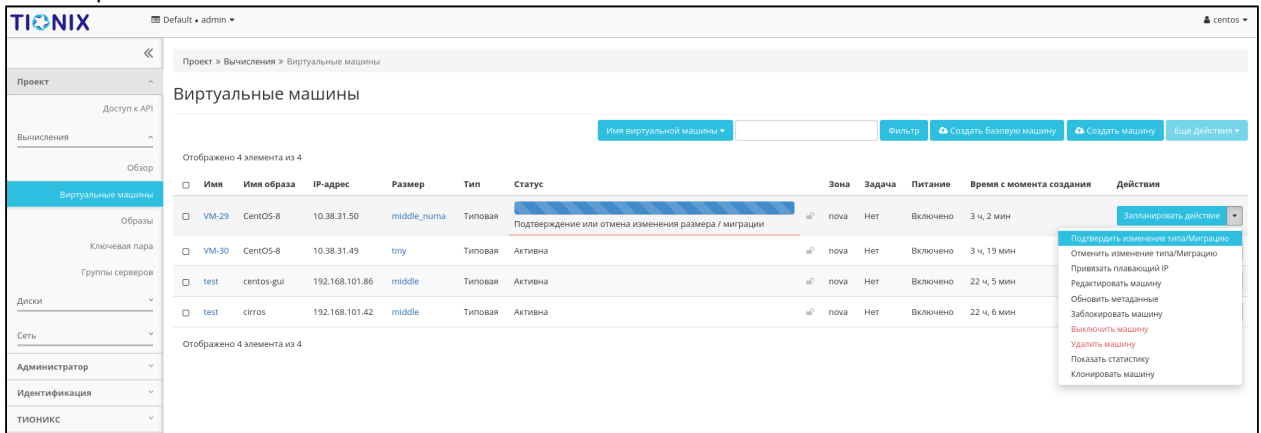 TIONIX
Default • admin
centos
Проект » Вычисления » Виртуальные машины
Проект
Доступ к API
Вычисления
Обзор
Виртуальные машины
Образы
Ключевая пара
Группы серверов
Диски
Сеть
Администратор
Идентификация
ТИОНИКС
Виртуальные машины
Имя виртуальной машины Фильтр Создать базовую машину Создать машину Еще Действия
Отображено 4 элемента из 4
Имя Имя образа IP-адрес Размер Тип Статус Зона Задача Питание Время с момента создания Действия
VM-29 CentOS-8 10.38.31.50 middle_numa Типовая Подтверждение или отмена изменения размера / миграции nova Нет Включено 3 ч, 2 мин Запланировать действие
VM-30 CentOS-8 10.38.31.49 tiny Типовая Активна nova Нет Включено 3 ч, 19 мин
test centos-gui 192.168.101.86 middle Типовая Активна nova Нет Включено 22 ч, 5 мин
test cirros 192.168.101.42 middle Типовая Активна nova Нет Включено 22 ч, 6 мин
Отображено 4 элемента из 4
Подтвердить изменение типа/Миграцию
Отменить изменение типа/Миграцию
Привязать плавающий IP
Редактировать машину
Обновить метаданные
Заблокировать машину
Выключить машину
Удалить машину
Показать статистику
Клонировать машину